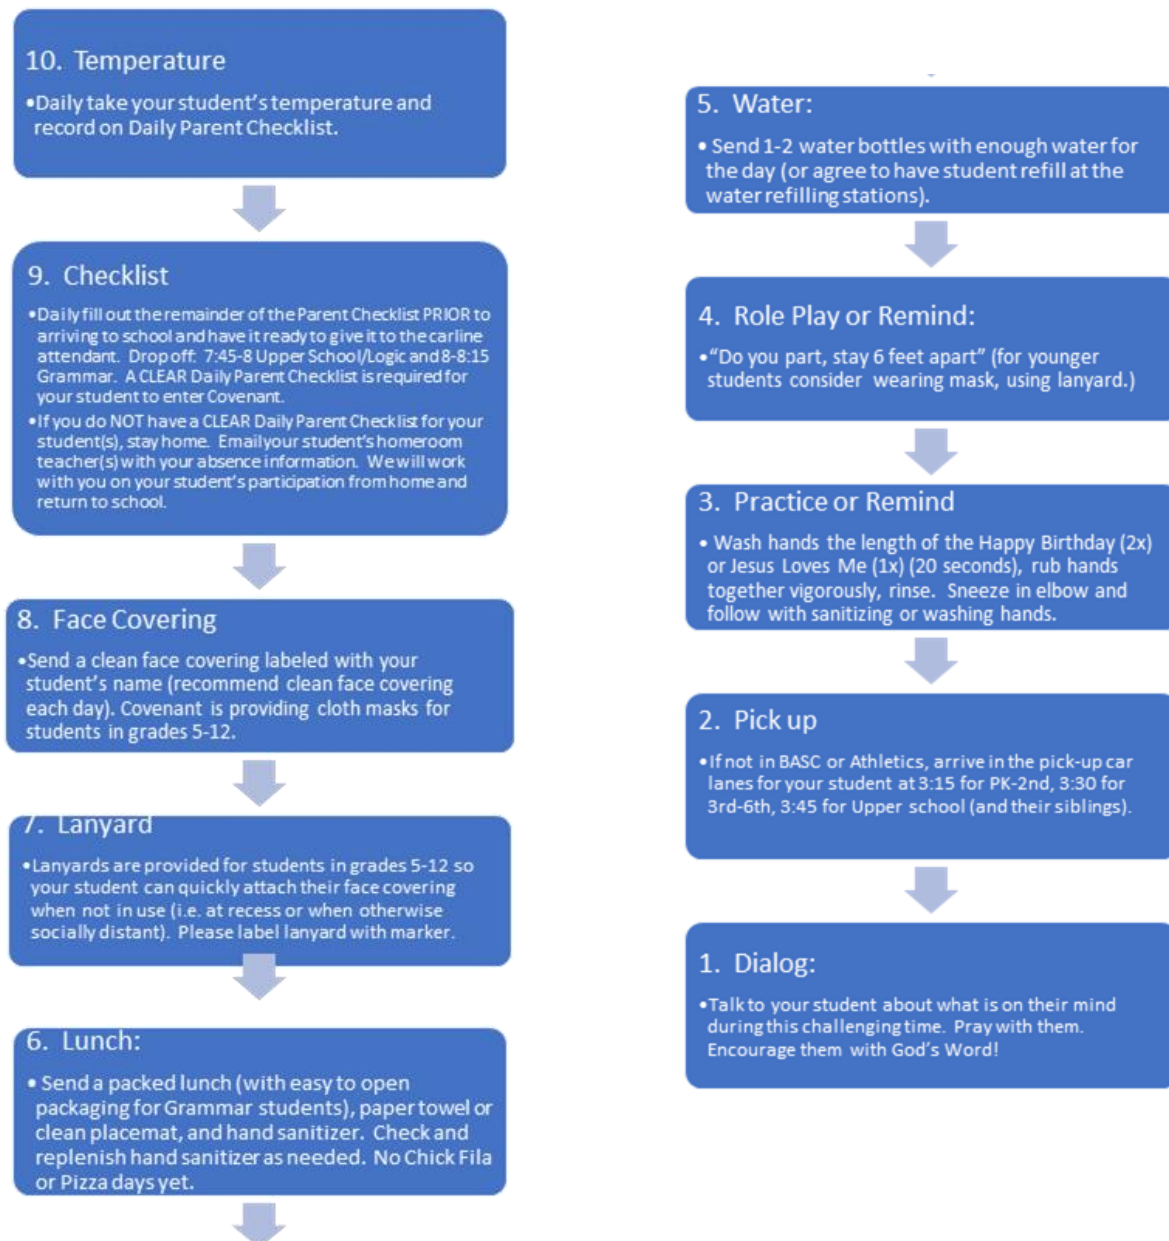 10. Temperature
•Daily take your student's temperature and
record on Daily Parent Checklist.
9. Checklist
•Daily fill out the remainder of the Parent Checklist PRIOR to
arriving to school and have it ready to give it to the carline
attendant. Drop off: 7:45-8 Upper School/Logic and 8-8:15
Grammar. A CLEAR Daily Parent Checklist is required for
your student to enter Covenant.
•If you do NOT have a CLEAR Daily Parent Checklist for your
student(s), stay home. Email your student's homeroom
teacher(s) with your absence information. We will work
with you on your student's participation from home and
return to school.
8. Face Covering
•Send a clean face covering labeled with your
student's name (recommend clean face covering
each day). Covenant is providing cloth masks for
students in grades 5-12.
7. Lanyard
•Lanyards are provided for students in grades 5-12 so
your student can quickly attach their face covering
when not in use (i.e. at recess or when otherwise
socially distant). Please label lanyard with marker.
6. Lunch:
• Send a packed lunch (with easy to open
packaging for Grammar students), paper towel or
clean placemat, and hand sanitizer. Check and
replenish hand sanitizer as needed. No Chick Fila
or Pizza days yet.
5. Water:
• Send 1-2 water bottles with enough water for
the day (or agree to have student refill at the
water refilling stations).
4. Role Play or Remind:
•"Do you part, stay 6 feet apart" (for younger
students consider wearing mask, using lanyard.)
3. Practice or Remind
• Wash hands the length of the Happy Birthday (2x)
or Jesus Loves Me (1x) (20 seconds), rub hands
together vigorously, rinse. Sneeze in elbow and
follow with sanitizing or washing hands.
2. Pick up
•If not in BASC or Athletics, arrive in the pick-up car
lanes for your student at 3:15 for PK-2nd, 3:30 for
3rd-6th, 3:45 for Upper school (and their siblings).
1. Dialog:
•Talk to your student about what is on their mind
during this challenging time. Pray with them.
Encourage them with God's Word!